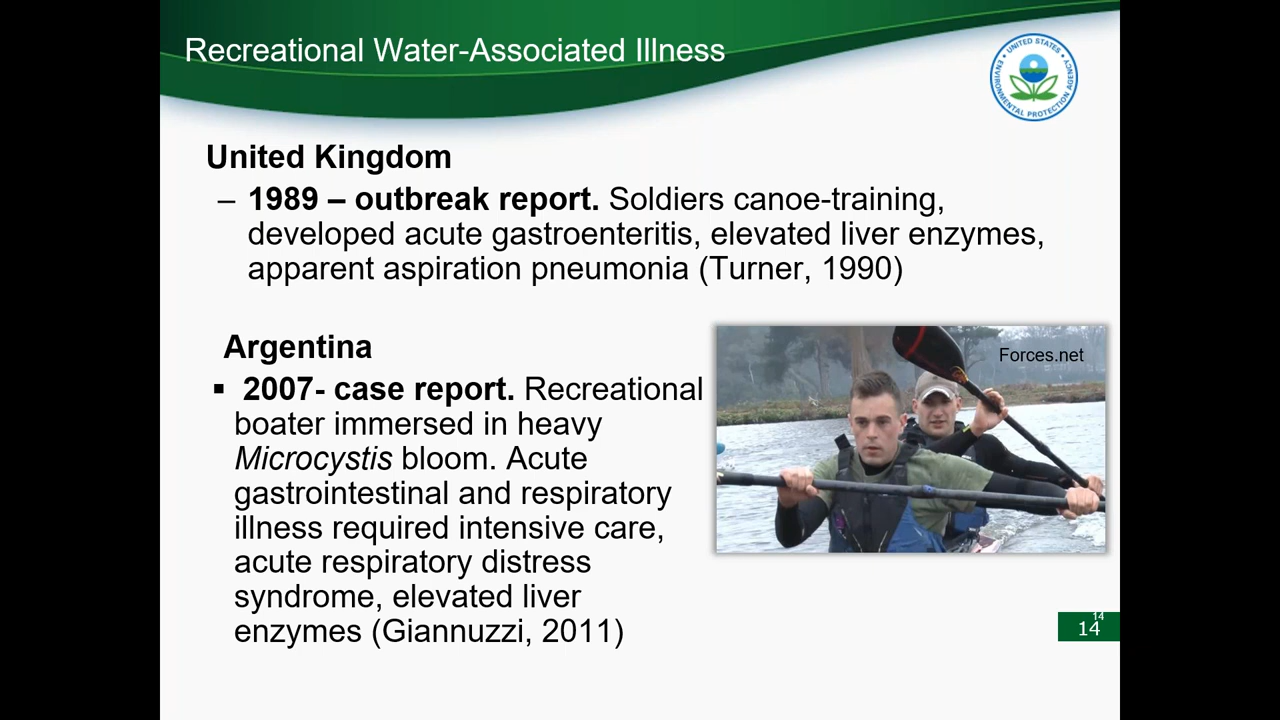 Recreational Water-Associated Illness
UNITED STATES
ENVIRONMENTAL PROTECTION AGENCY
United Kingdom
– 1989 – outbreak report. Soldiers canoe-training,
developed acute gastroenteritis, elevated liver enzymes,
apparent aspiration pneumonia (Turner, 1990)
Argentina
▪ 2007- case report. Recreational
boater immersed in heavy
Microcystis bloom. Acute
gastrointestinal and respiratory
illness required intensive care,
acute respiratory distress
syndrome, elevated liver
enzymes (Giannuzzi, 2011)
Forces.net
14
14